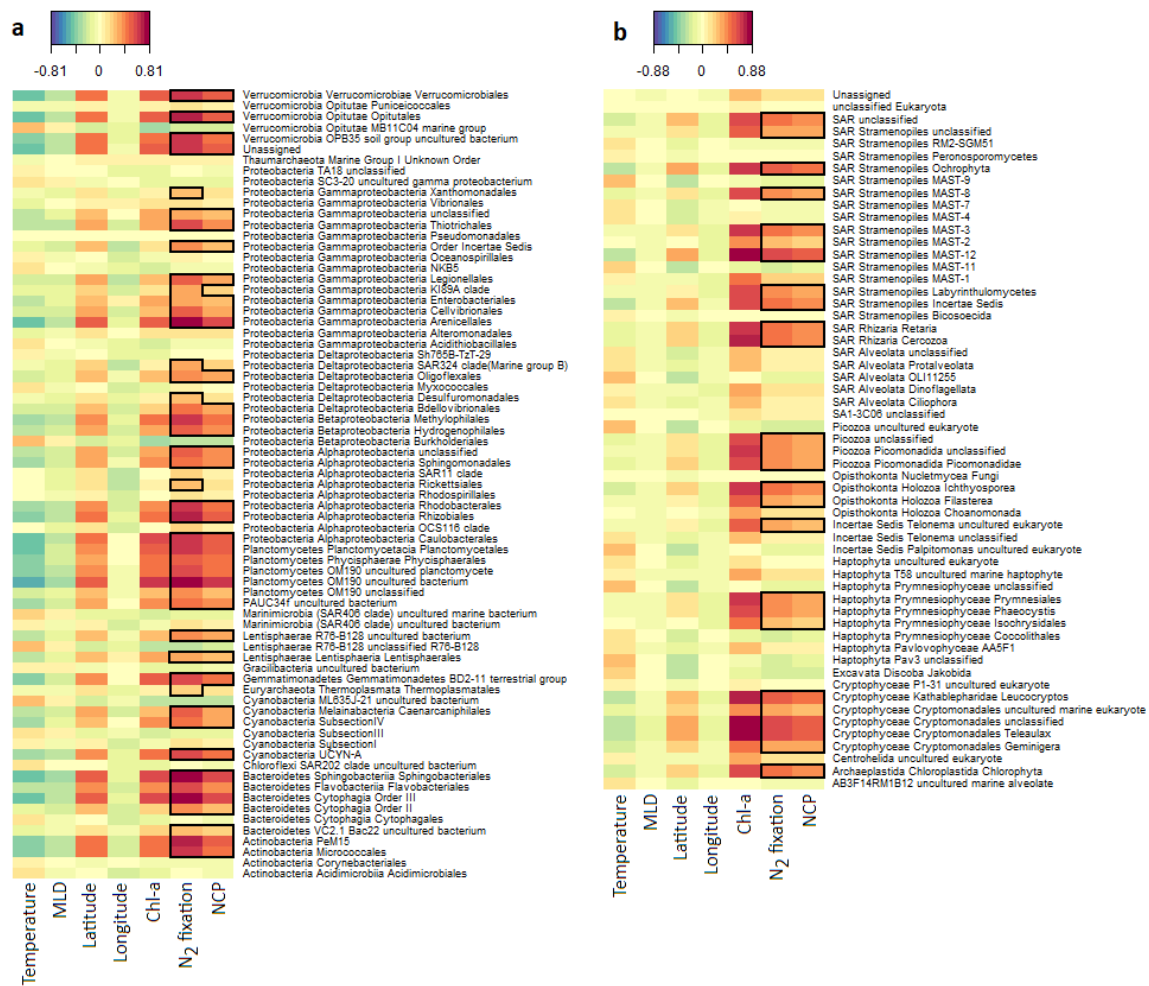 a
-0.81 0 0.81
Verrucomicrobia Verrucomicrobiae Verrucomicrobiales
Verrucomicrobia Opitutae Puniceicoccales
Verrucomicrobia Opitutae Opitutales
Verrucomicrobia Opitutae MB11C04 marine group
Verrucomicrobia OPB35 soil group uncultured bacterium
Unassigned
Thaumarchaeota Marine Group I Unknown Order
Proteobacteria TA18 unclassified
Proteobacteria SC3-20 uncultured gamma proteobacterium
Proteobacteria Gammaproteobacteria Xanthomonadales
Proteobacteria Gammaproteobacteria Vibrionales
Proteobacteria Gammaproteobacteria unclassified
Proteobacteria Gammaproteobacteria Thiotrichales
Proteobacteria Gammaproteobacteria Pseudomonadales
Proteobacteria Gammaproteobacteria Order Incertae Sedis
Proteobacteria Gammaproteobacteria Oceanospirillales
Proteobacteria Gammaproteobacteria NKB5
Proteobacteria Gammaproteobacteria Legionellales
Proteobacteria Gammaproteobacteria KI89A clade
Proteobacteria Gammaproteobacteria Enterobacteriales
Proteobacteria Gammaproteobacteria Cellvibrionales
Proteobacteria Gammaproteobacteria Arenicellales
Proteobacteria Gammaproteobacteria Alteromonadales
Proteobacteria Gammaproteobacteria Acidithiobacillales
Proteobacteria Deltaproteobacteria Sh765B-TzT-29
Proteobacteria Deltaproteobacteria SAR324 clade(Marine group B)
Proteobacteria Deltaproteobacteria Oligoflexales
Proteobacteria Deltaproteobacteria Myxococcales
Proteobacteria Deltaproteobacteria Desulfuromonadales
Proteobacteria Deltaproteobacteria Bdellovibrionales
Proteobacteria Betaproteobacteria Methylophilales
Proteobacteria Betaproteobacteria Hydrogenophilales
Proteobacteria Betaproteobacteria Burkholderiales
Proteobacteria Alphaproteobacteria unclassified
Proteobacteria Alphaproteobacteria Sphingomonadales
Proteobacteria Alphaproteobacteria SAR11 clade
Proteobacteria Alphaproteobacteria Rickettsiales
Proteobacteria Alphaproteobacteria Rhodospirillales
Proteobacteria Alphaproteobacteria Rhodobacterales
Proteobacteria Alphaproteobacteria Rhizobiales
Proteobacteria Alphaproteobacteria OCS116 clade
Proteobacteria Alphaproteobacteria Caulobacterales
Planctomycetes Planctomycetacia Planctomycetales
Planctomycetes Phycisphaerae Phycisphaerales
Planctomycetes OM190 uncultured planctomycete
Planctomycetes OM190 uncultured bacterium
Planctomycetes OM190 unclassified
PAUC34f uncultured bacterium
Marinimicrobia (SAR406 clade) uncultured marine bacterium
Marinimicrobia (SAR406 clade) uncultured bacterium
Lentisphaerae R76-B128 uncultured bacterium
Lentisphaerae R76-B128 unclassified R76-B128
Lentisphaerae Lentisphaeria Lentisphaerales
Gracilibacteria uncultured bacterium
Gemmatimonadetes Gemmatimonadetes BD2-11 terrestrial group
Euryarchaeota Thermoplasmata Thermoplasmatales
Cyanobacteria ML635J-21 uncultured bacterium
Cyanobacteria Melainabacteria Caenarcaniphilales
Cyanobacteria SubsectionIV
Cyanobacteria SubsectionIII
Cyanobacteria SubsectionI
Cyanobacteria UCYN-A
Chloroflexi SAR202 clade uncultured bacterium
Bacteroidetes Sphingobacteriia Sphingobacteriales
Bacteroidetes Flavobacteriia Flavobacteriales
Bacteroidetes Cytophagia Order III
Bacteroidetes Cytophagia Order II
Bacteroidetes Cytophagia Cytophagales
Bacteroidetes VC2.1 Bac22 uncultured bacterium
Actinobacteria PeM15
Actinobacteria Micrococcales
Actinobacteria Corynebacteriales
Actinobacteria Acidimicrobiia Acidimicrobiales
Temperature
MLD
Latitude
Longitude
Chl-a
N2 fixation
NCP
b
-0.88 0 0.88
Unassigned
unclassified Eukaryota
SAR unclassified
SAR Stramenopiles unclassified
SAR Stramenopiles RM2-SGM51
SAR Stramenopiles Peronosporomycetes
SAR Stramenopiles Ochrophyta
SAR Stramenopiles MAST-9
SAR Stramenopiles MAST-8
SAR Stramenopiles MAST-7
SAR Stramenopiles MAST-4
SAR Stramenopiles MAST-3
SAR Stramenopiles MAST-2
SAR Stramenopiles MAST-12
SAR Stramenopiles MAST-11
SAR Stramenopiles MAST-1
SAR Stramenopiles Labyrinthulomycetes
SAR Stramenopiles Incertae Sedis
SAR Stramenopiles Bicosoecida
SAR Rhizaria Retaria
SAR Rhizaria Cercozoa
SAR Alveolata unclassified
SAR Alveolata Protalveolata
SAR Alveolata OLI11255
SAR Alveolata Dinoflagellata
SAR Alveolata Ciliophora
SA1-3C06 unclassified
Picozoa uncultured eukaryote
Picozoa unclassified
Picozoa Picomonadida unclassified
Picozoa Picomonadida Picomonadidae
Opisthokonta Nucletmycea Fungi
Opisthokonta Holozoa Ichthyosporea
Opisthokonta Holozoa Filasterea
Opisthokonta Holozoa Choanomonada
Incertae Sedis Telonema uncultured eukaryote
Incertae Sedis Telonema unclassified
Incertae Sedis Palpitomonas uncultured eukaryote
Haptophyta uncultured eukaryote
Haptophyta T58 uncultured marine haptophyte
Haptophyta Prymnesiophyceae unclassified
Haptophyta Prymnesiophyceae Prymnesiales
Haptophyta Prymnesiophyceae Phaeocystis
Haptophyta Prymnesiophyceae Isochrysidales
Haptophyta Prymnesiophyceae Coccolithales
Haptophyta Pavlovophyceae AA5F1
Haptophyta Pav3 unclassified
Excavata Discoba Jakobida
Cryptophyceae P1-31 uncultured eukaryote
Cryptophyceae Kathablepharidae Leucocryptos
Cryptophyceae Cryptomonadales uncultured marine eukaryote
Cryptophyceae Cryptomonadales unclassified
Cryptophyceae Cryptomonadales Teleaulax
Cryptophyceae Cryptomonadales Geminigera
Centrohelida uncultured eukaryote
Archaeplastida Chloroplastida Chlorophyta
AB3F14RM1B12 uncultured marine alveolate
Temperature
MLD
Latitude
Longitude
Chl-a
N2 fixation
NCP